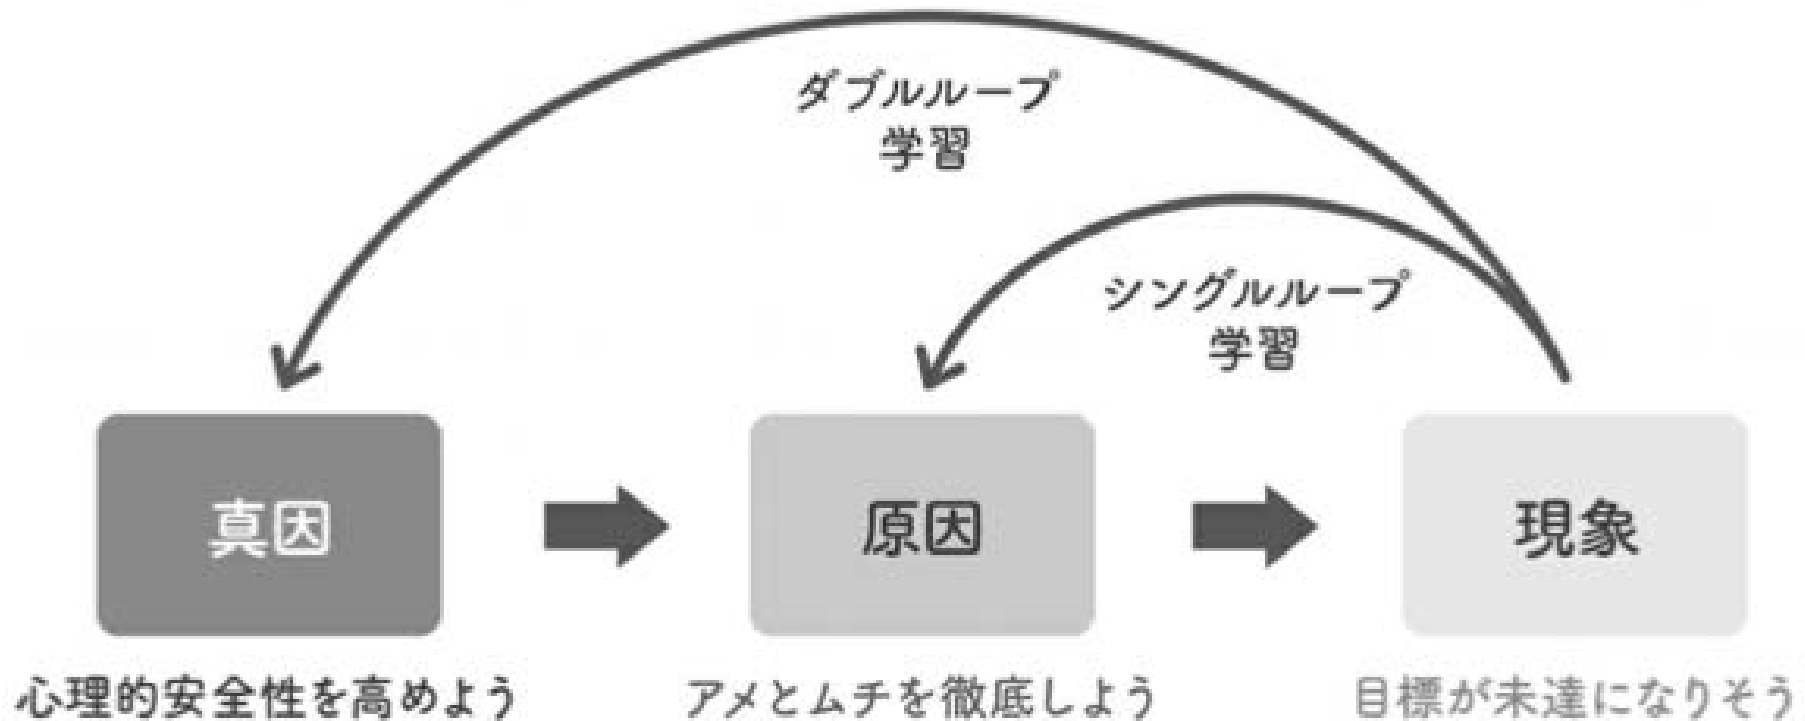 ダブルループ
学習
シングルループ
学習
真因
原因
現象
心理的安全性を高めよう
アメとムチを徹底しよう
目標が未達になりそう